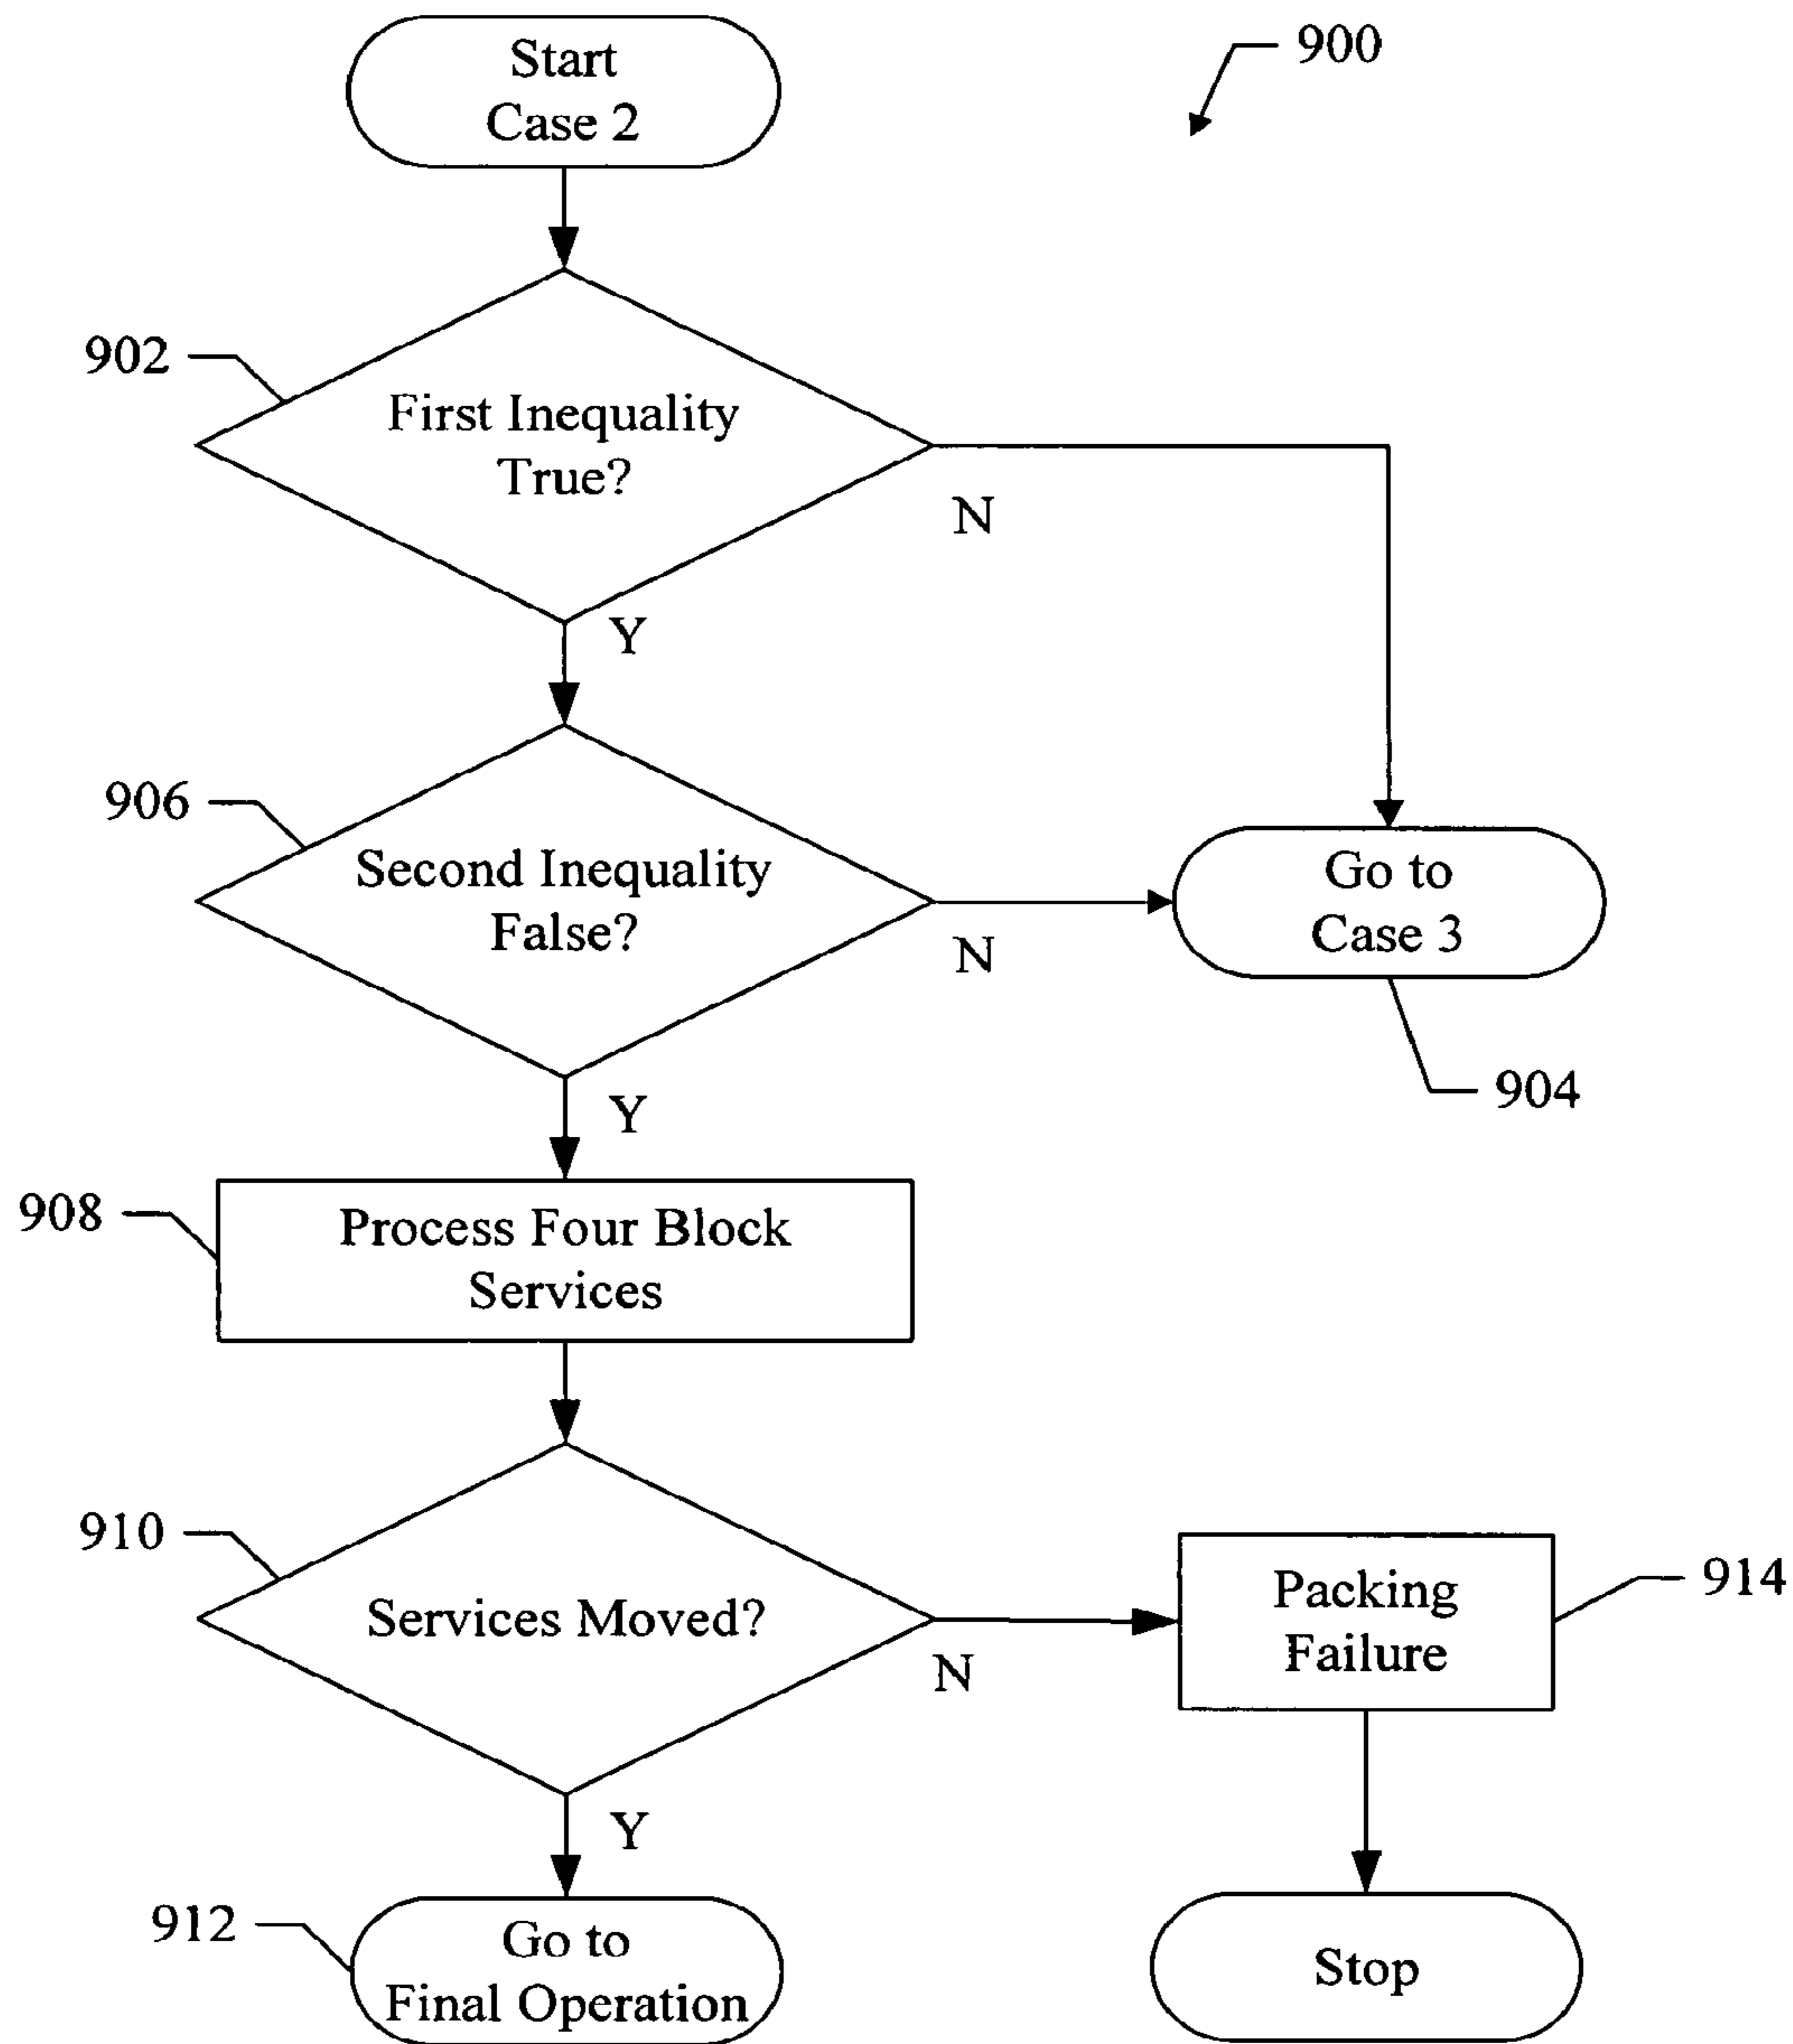 Start
Case 2
900
902
First Inequality
True?
N
Y
906
Second Inequality
False?
N
Go to
Case 3
904
Y
908
Process Four Block
Services
910
Services Moved?
N
Packing
Failure
914
Y
912
Go to
Final Operation
Stop